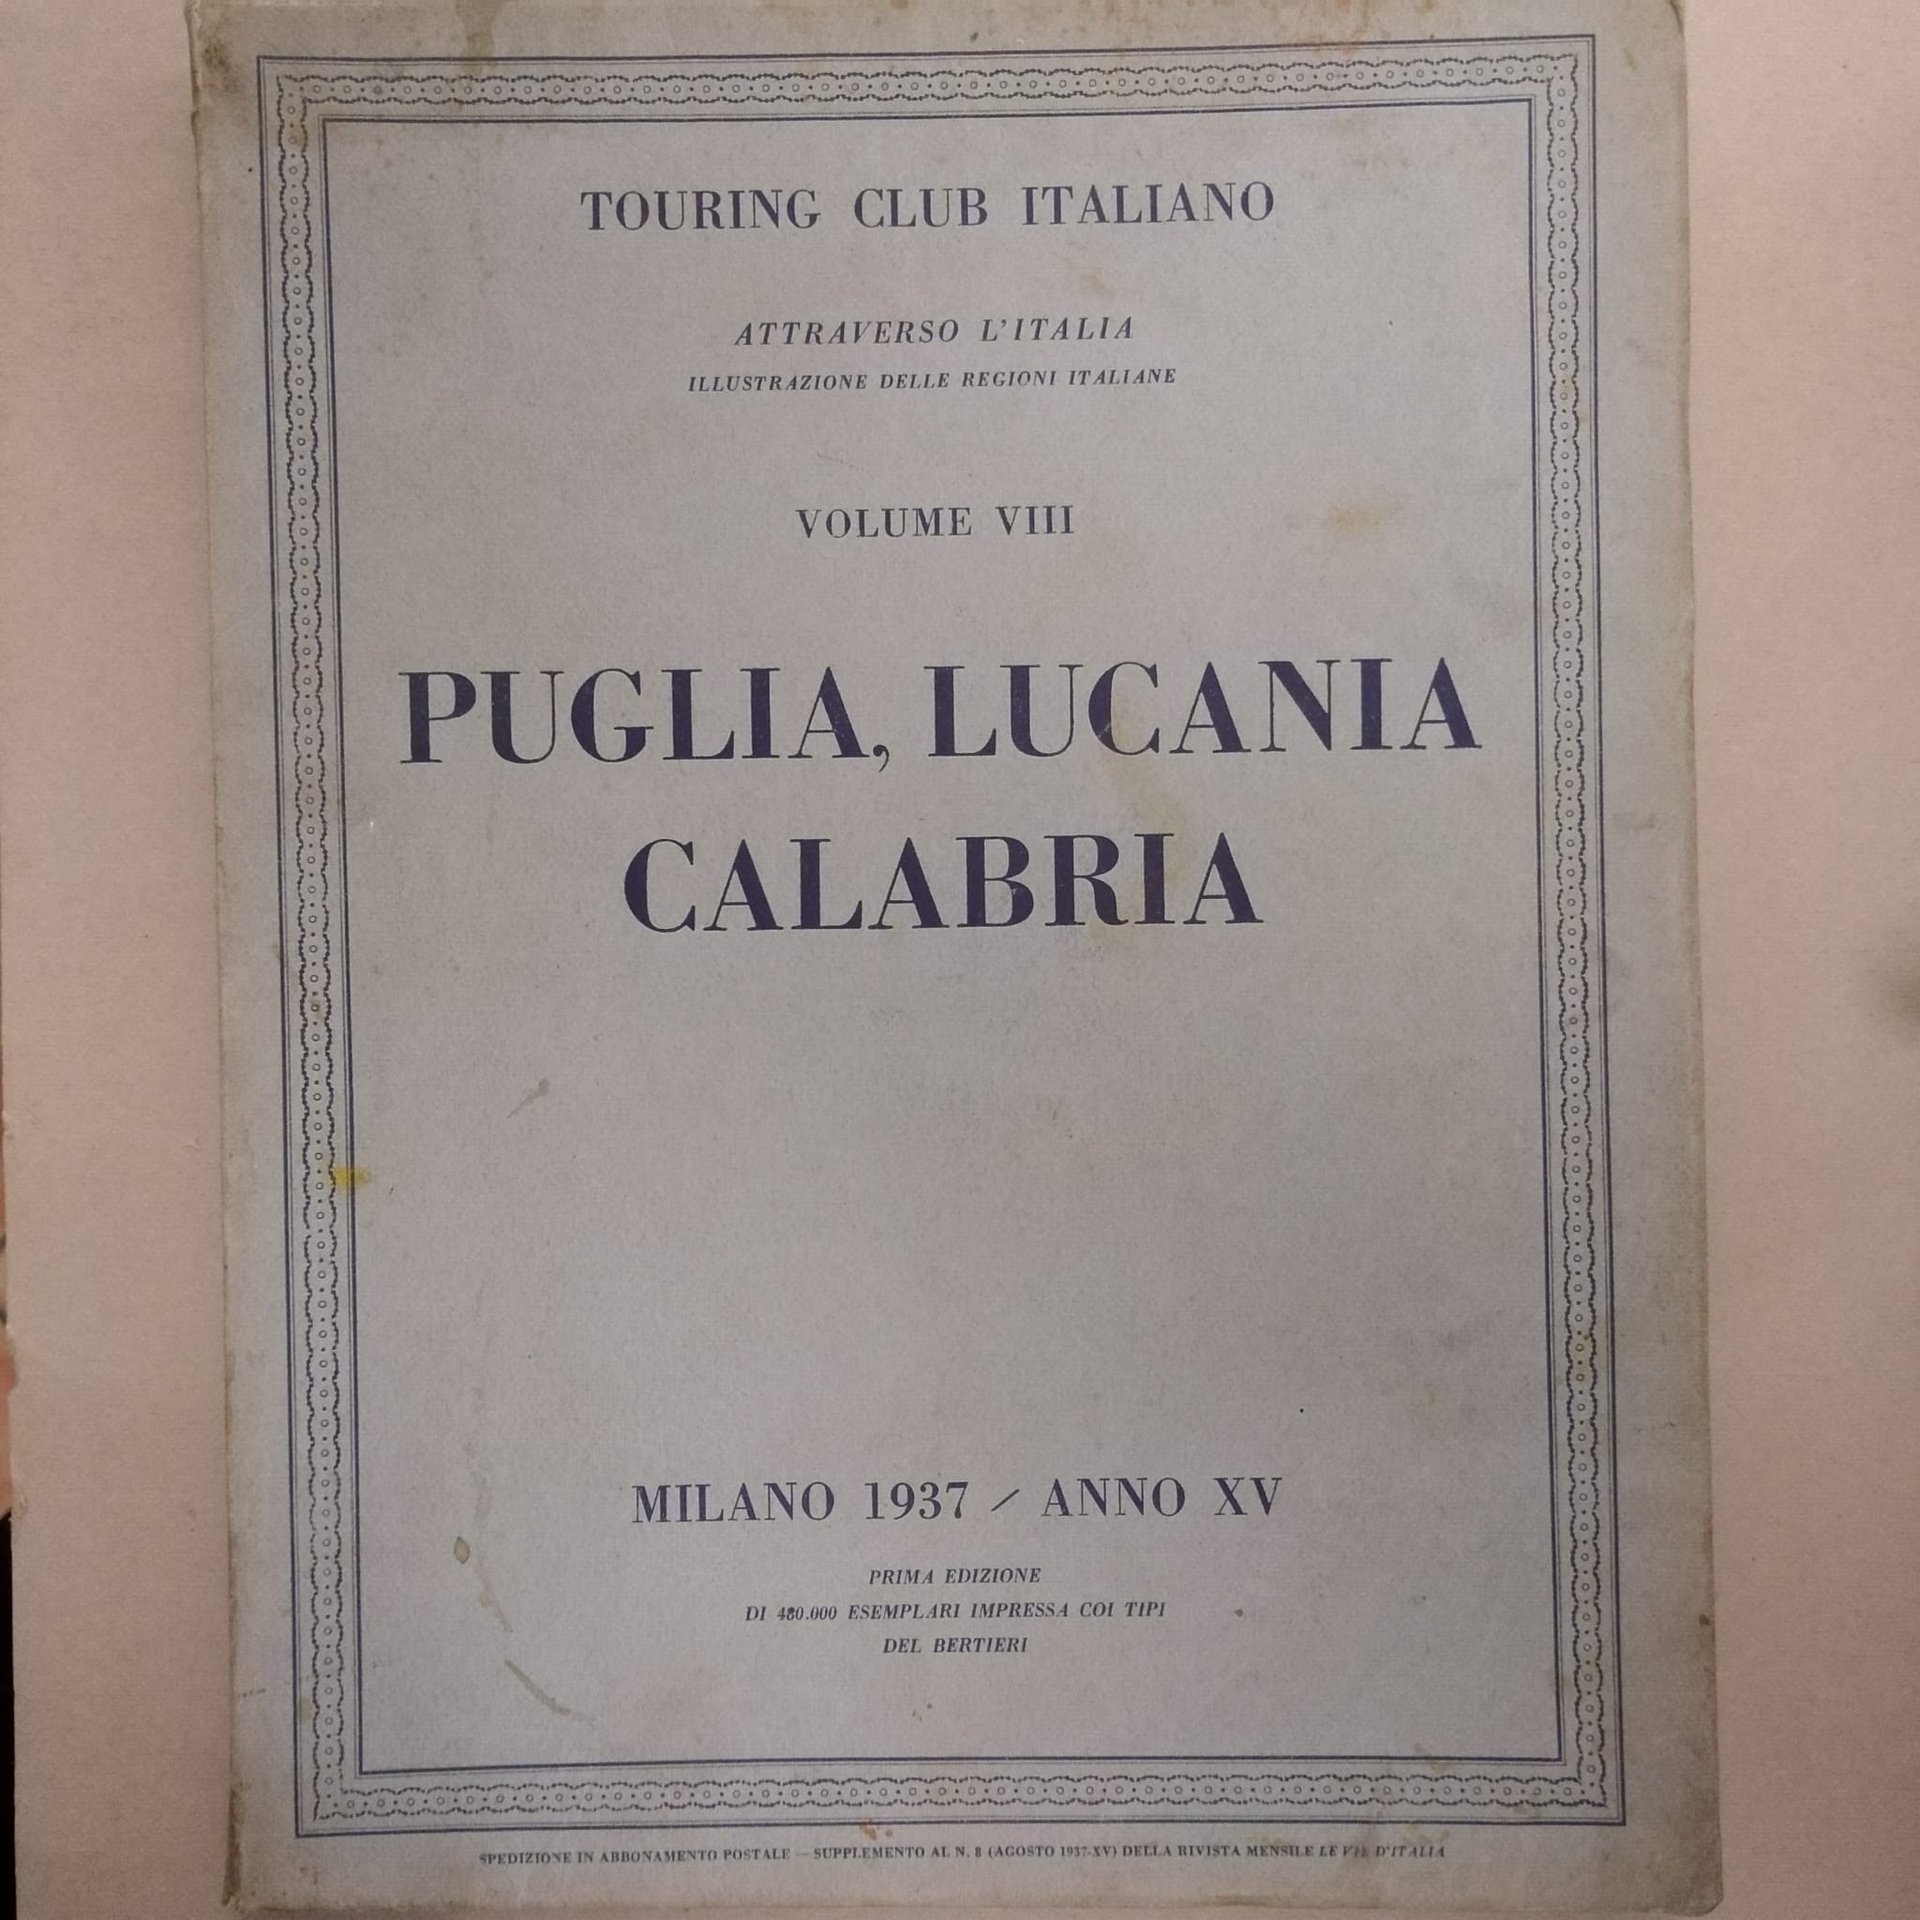 TOURING CLUB ITALIANO
ATTRAVERSO L'ITALIA
ILLUSTRAZIONE DELLE REGIONI ITALIANE
VOLUME VIII
PUGLIA, LUCANIA
CALABRIA
MILANO 1937 / ANNO XV
PRIMA EDIZIONE
DI 480.000 ESEMPLARI IMPRESSA COI TIPI
DEL BERTIERI
SPEDIZIONE IN ABBONAMENTO POSTALE — SUPPLEMENTO AL N. 8 (AGOSTO 1937-XV) DELLA RIVISTA MENSILE LE VIE D'ITALIA